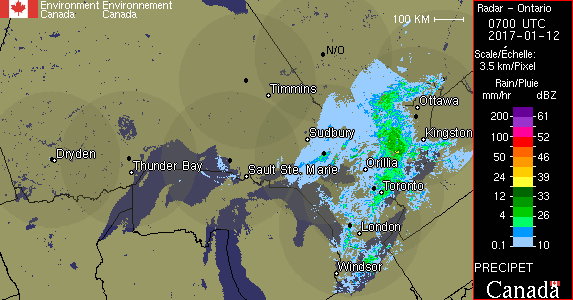 Environment Environnement
Canada Canada
100 KM
N/O
Timmins
Ottawa
Sudbury
Kingston
Dryden
Thunder Bay
Sault Ste. Marie
Orillia
Toronto
London
Windsor
Radar - Ontario
0700 UTC
2017-01-12
Scale/Échelle:
3.5 km/Pixel
Rain/Pluie
mm/hr dBZ
200 61
100 52
50 46
24 39
12 33
4 26
0.1 10
PRECIPET
Canada